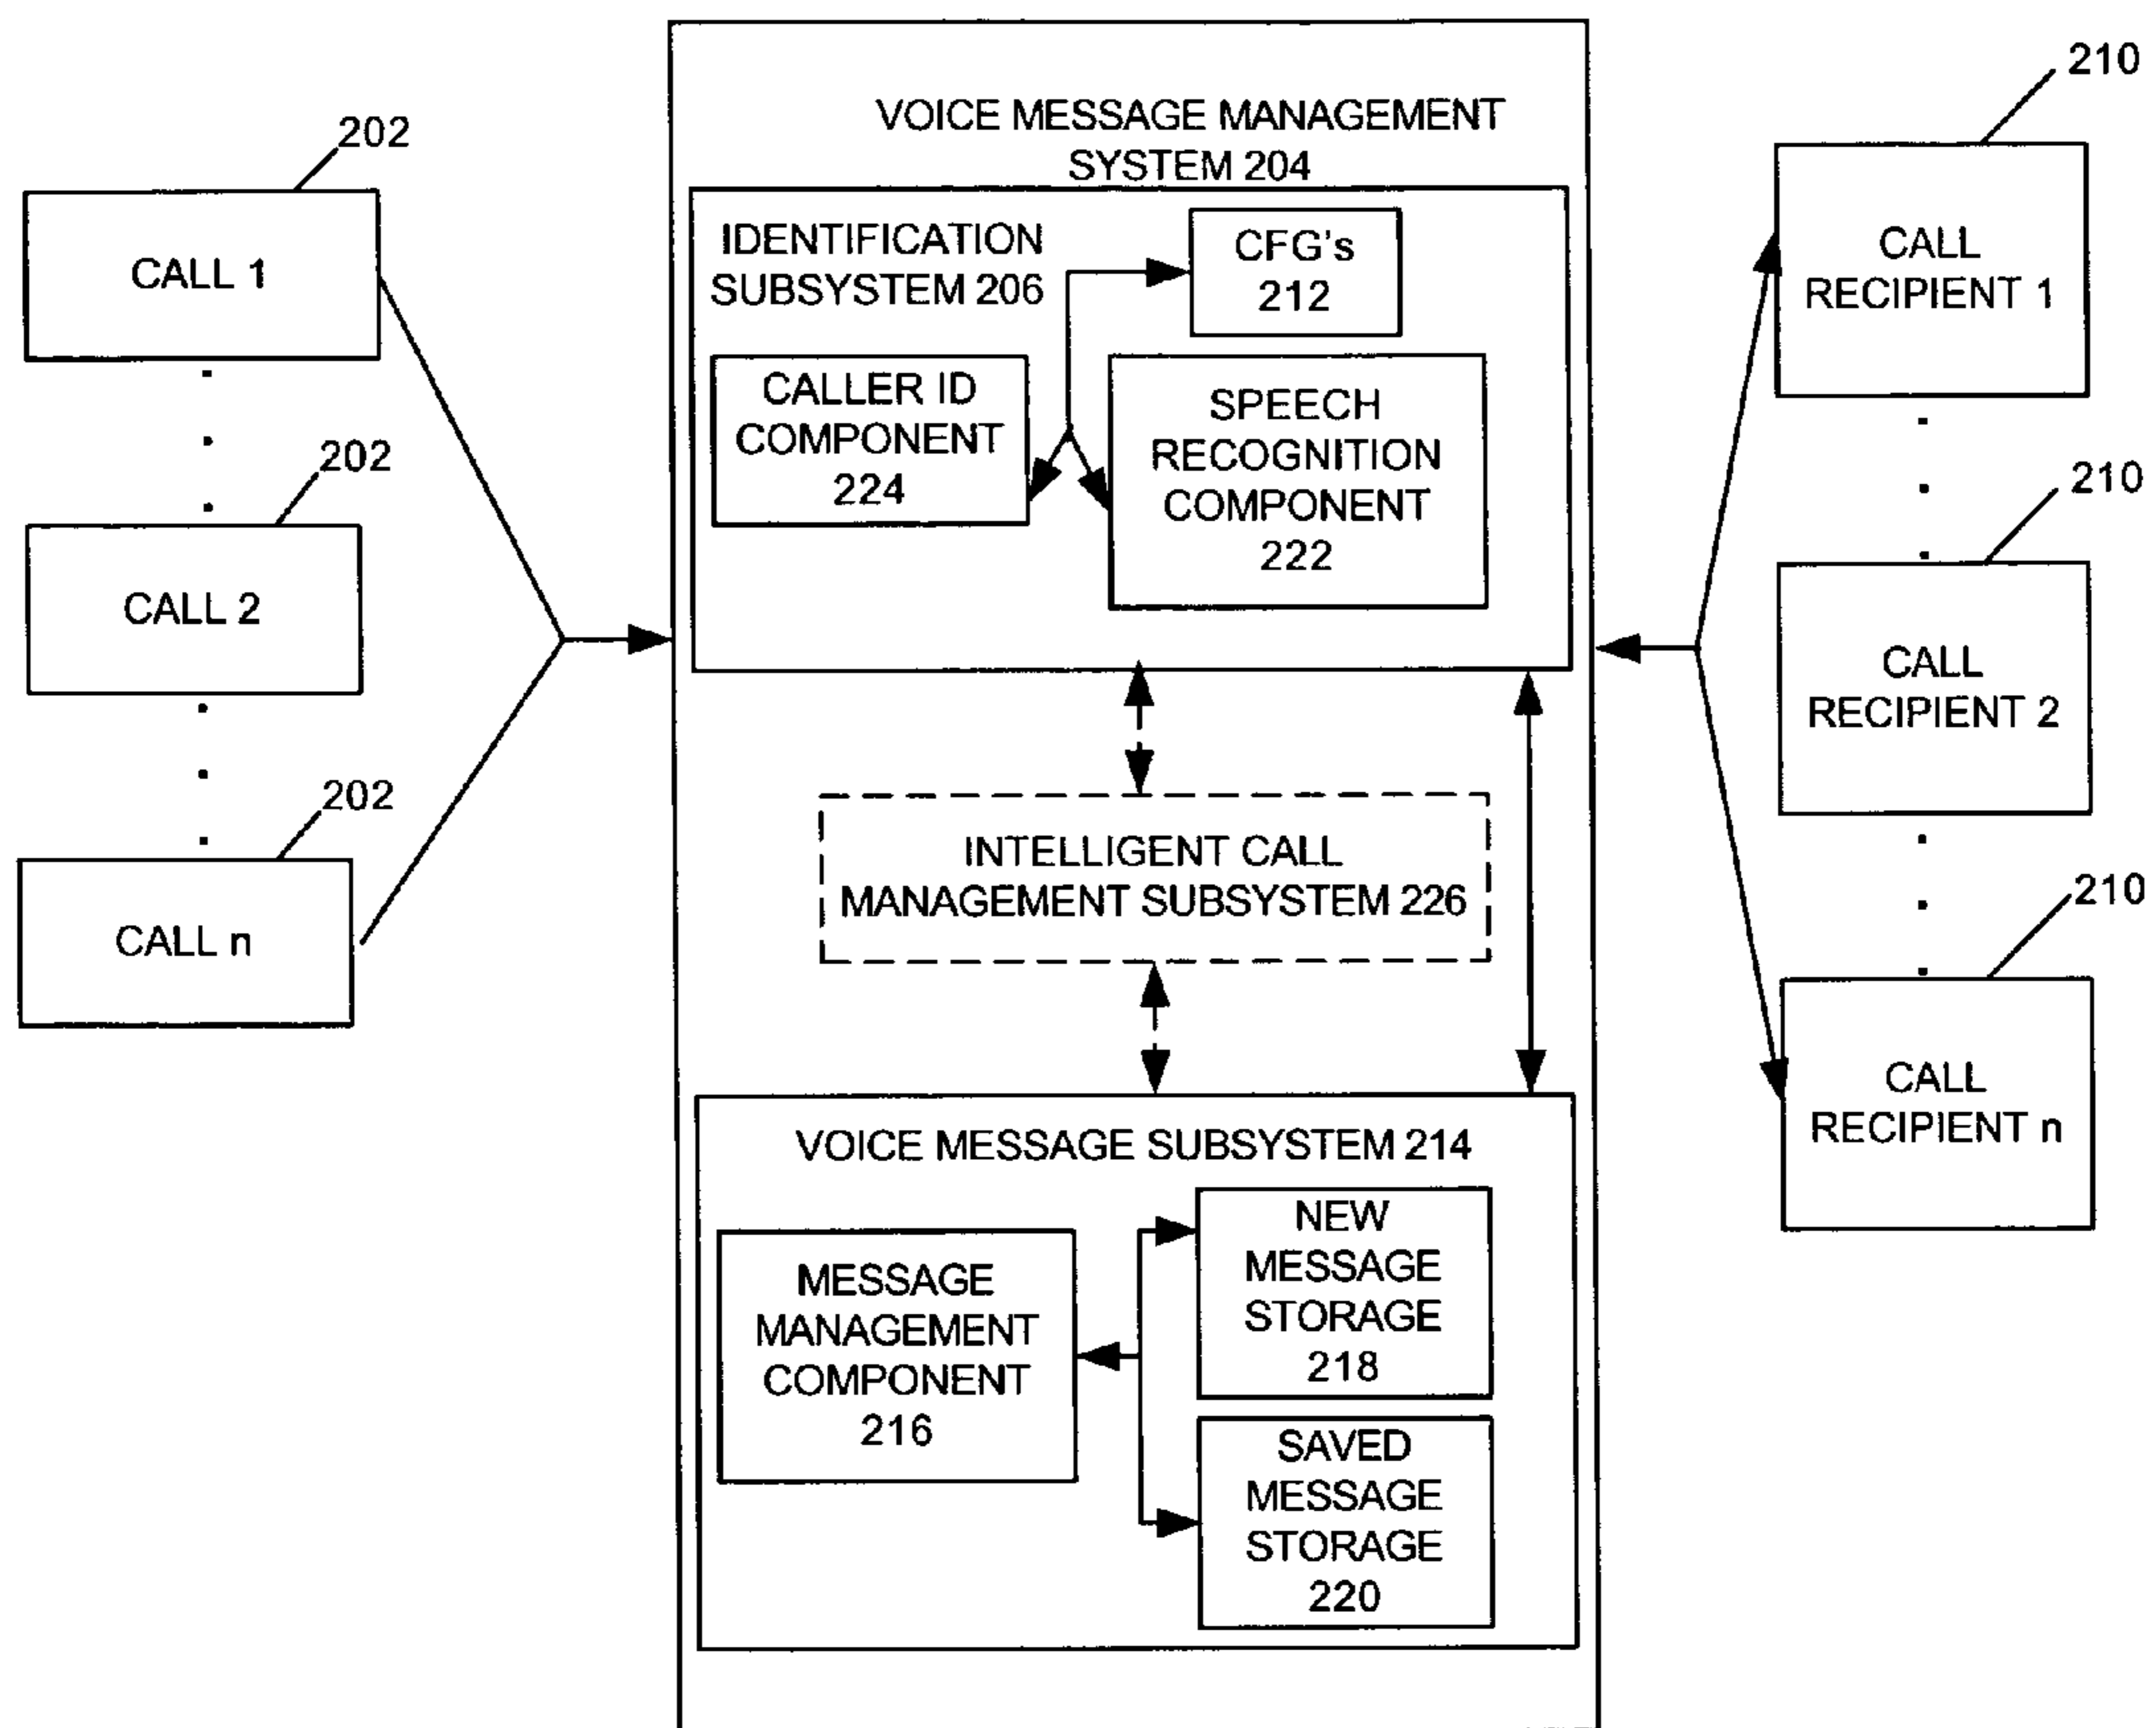 202
CALL 1
202
CALL 2
202
CALL n
VOICE MESSAGE MANAGEMENT
SYSTEM 204
IDENTIFICATION
SUBSYSTEM 206
CFG's
212
CALLER ID
COMPONENT
224
SPEECH
RECOGNITION
COMPONENT
222
INTELLIGENT CALL
MANAGEMENT SUBSYSTEM 226
VOICE MESSAGE SUBSYSTEM 214
MESSAGE
MANAGEMENT
COMPONENT
216
NEW
MESSAGE
STORAGE
218
SAVED
MESSAGE
STORAGE
220
210
CALL
RECIPIENT 1
210
CALL
RECIPIENT 2
210
CALL
RECIPIENT n